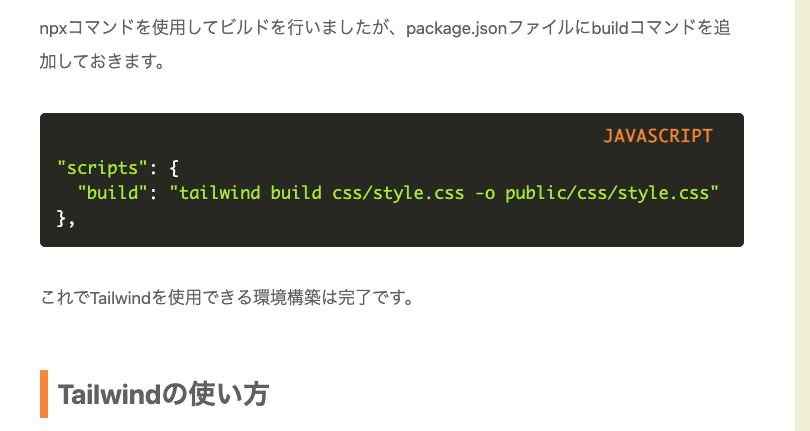 npxコマンドを使用してビルドを行いましたが、package.jsonファイルにbuildコマンドを追
加しておきます。
JAVASCRIPT
"scripts": {
  "build": "tailwind build css/style.css -o public/css/style.css"
},
これでTailwindを使用できる環境構築は完了です。
Tailwindの使い方